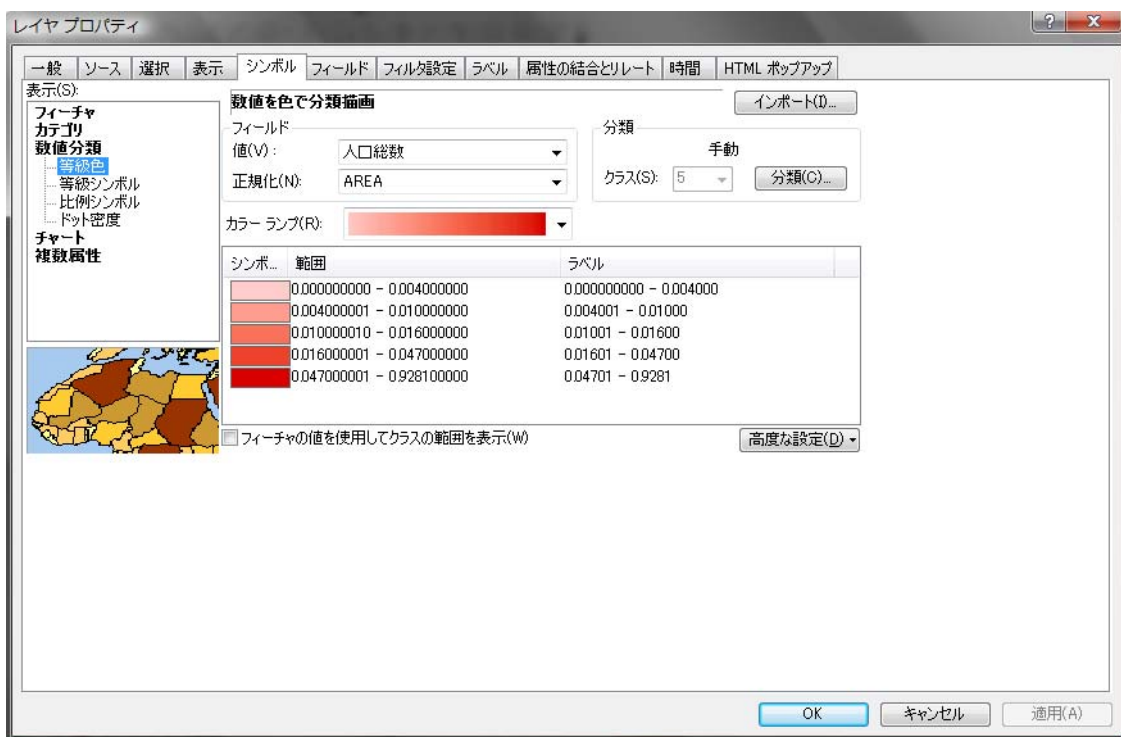 レイヤ プロパティ
一般 ソース 選択 表示 シンボル フィールド フィルタ設定 ラベル 属性の結合とリレート 時間 HTML ポップアップ
表示(S):
フィーチャ
カテゴリ
数値分類
等級色
等級シンボル
比例シンボル
ドット密度
チャート
複数属性
数値を色で分類描画
インポート(I)...
フィールド
値(V) : 人口総数
正規化(N): AREA
分類
手動
クラス(S): 5 分類(C)...
カラー ランプ(R):
シンボ... 範囲 ラベル
0.000000000 - 0.004000000 0.000000000 - 0.004000
0.004000001 - 0.010000000 0.004001 - 0.01000
0.010000010 - 0.016000000 0.01001 - 0.01600
0.016000001 - 0.047000000 0.01601 - 0.04700
0.047000001 - 0.928100000 0.04701 - 0.9281
フィーチャの値を使用してクラスの範囲を表示(W)
高度な設定(D)
OK キャンセル 適用(A)